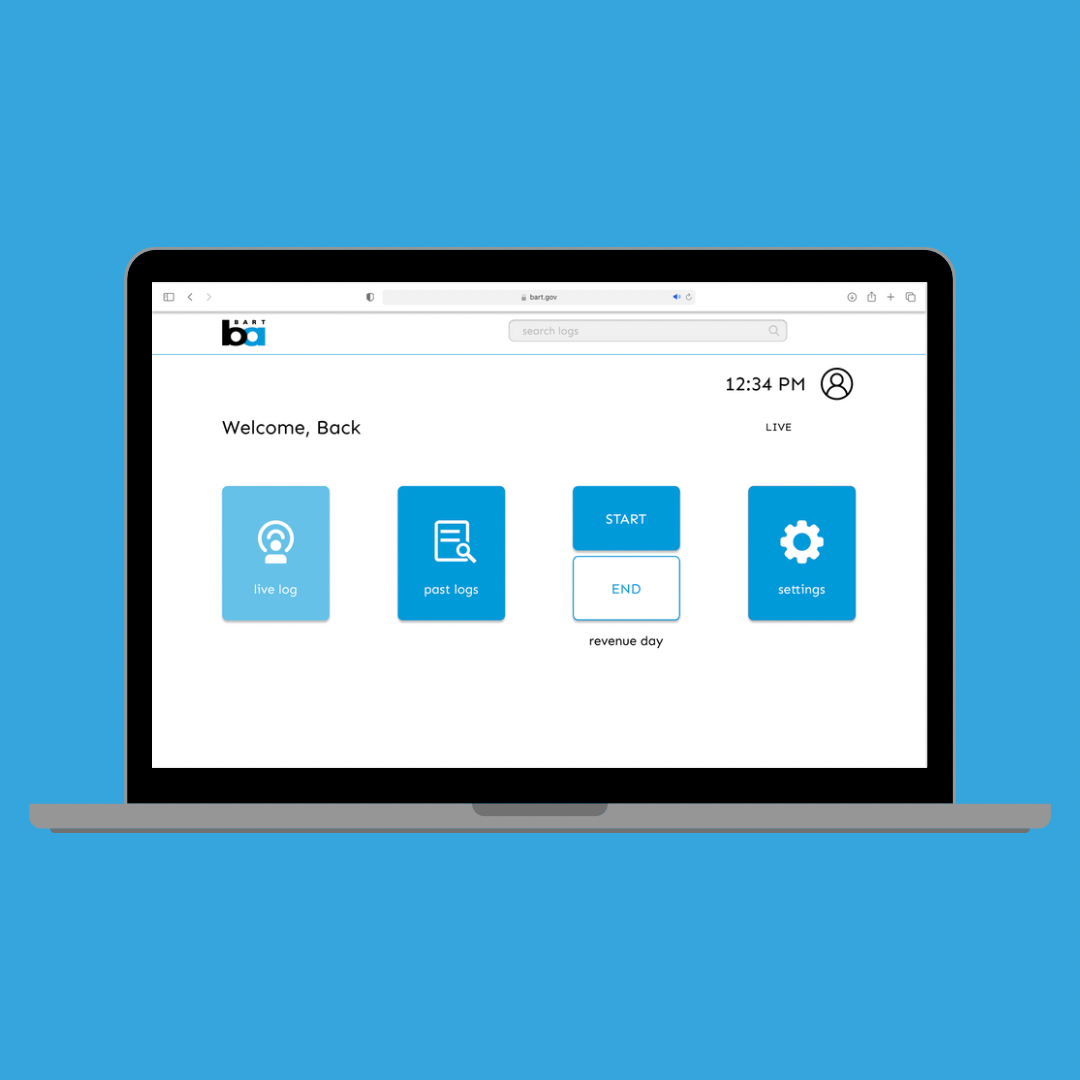 bart.gov
BART
ba
search logs
12:34 PM
Welcome, Back
LIVE
live log
past logs
START
END
revenue day
settings